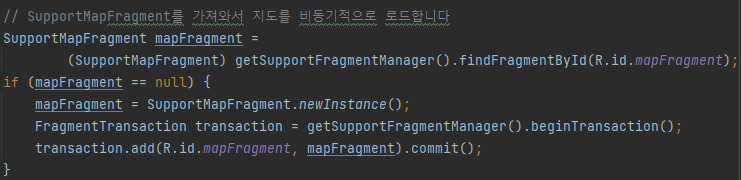 // SupportMapFragment를 가져와서 지도를 비동기적으로 로드합니다
SupportMapFragment mapFragment =
        (SupportMapFragment) getSupportFragmentManager().findFragmentById(R.id.mapFragment);
if (mapFragment == null) {
    mapFragment = SupportMapFragment.newInstance();
    FragmentTransaction transaction = getSupportFragmentManager().beginTransaction();
    transaction.add(R.id.mapFragment, mapFragment).commit();
}